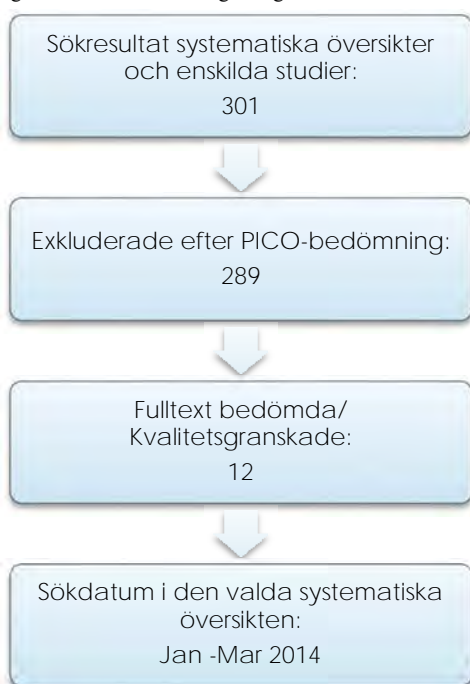 Sökresultat systematiska översikter
och enskilda studier:
301
Exkluderade efter PICO-bedömning:
289
Fulltext bedömda/
Kvalitetsgranskade:
12
Sökdatum i den valda systematiska
översikten:
Jan -Mar 2014